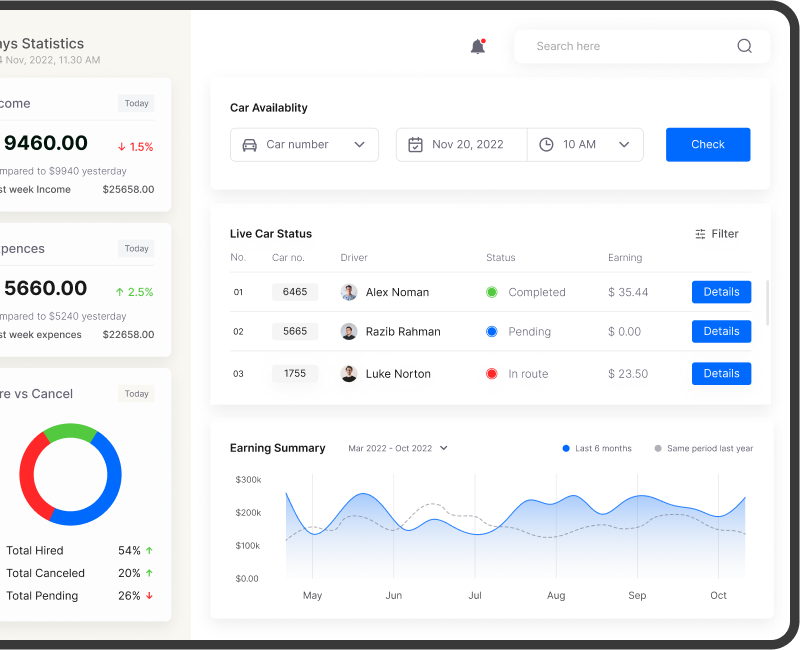 ys Statistics
4 Nov, 2022, 11.30 AM
come
Today
9460.00
1.5%
mpared to $9940 yesterday
st week Income
$25658.00
pences
Today
5660.00
2.5%
mpared to $5240 yesterday
st week expences
$22658.00
re vs Cancel
Today
Total Hired
54%
Total Canceled
20%
Total Pending
26%
Search here
Car Availablity
Car number
Nov 20, 2022
10 AM
Check
Live Car Status
Filter
No.
Car no.
Driver
Status
Earning
01
6465
Alex Noman
Completed
$ 35.44
Details
02
5665
Razib Rahman
Pending
$ 0.00
Details
03
1755
Luke Norton
In route
$ 23.50
Details
Earning Summary
Mar 2022 - Oct 2022
Last 6 months
Same period last year
$300k
$200k
$100k
$0.00
May
Jun
Jul
Aug
Sep
Oct